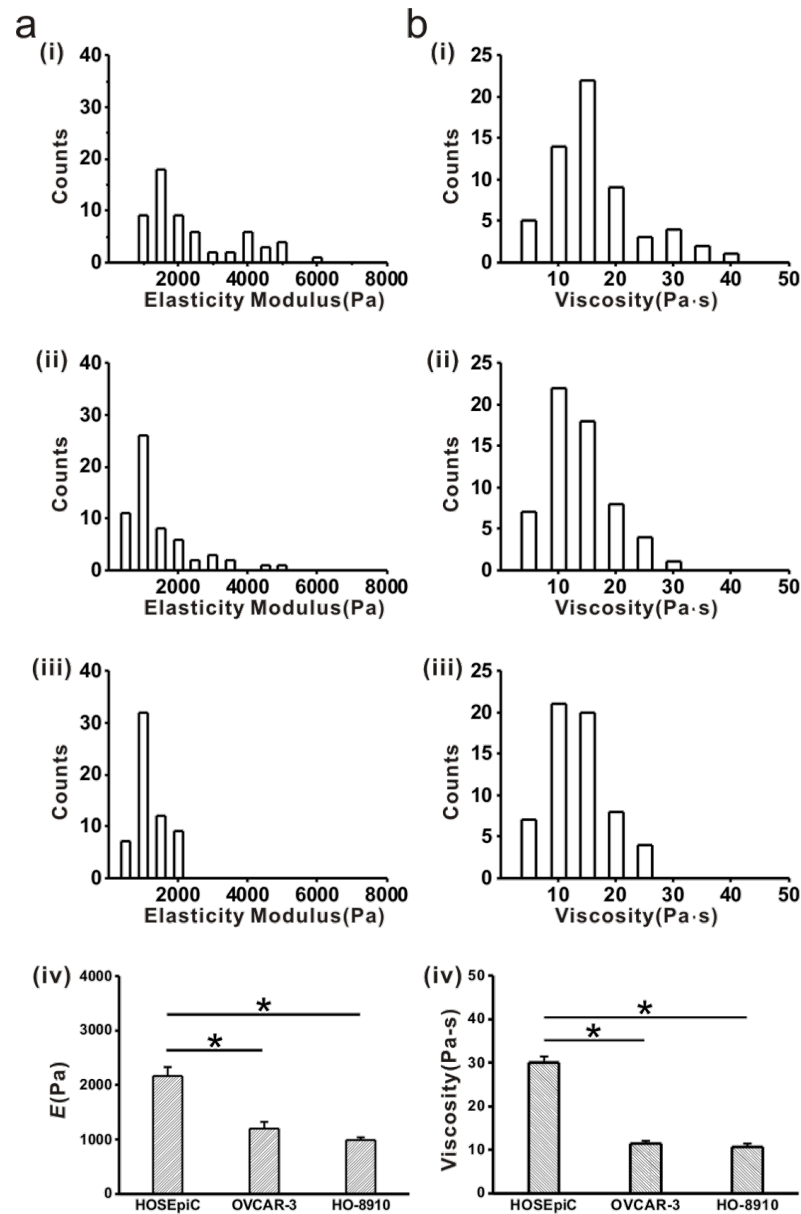 a
b
(i)
40
30
20
10
0
Counts
2000 4000 6000 8000
Elasticity Modulus(Pa)
(i)
25
20
15
10
5
0
Counts
10 20 30 40 50
Viscosity(Pa·s)
(ii)
40
30
20
10
0
Counts
2000 4000 6000 8000
Elasticity Modulus(Pa)
(ii)
25
20
15
10
5
0
Counts
10 20 30 40 50
Viscosity(Pa·s)
(iii)
40
30
20
10
0
Counts
2000 4000 6000 8000
Elasticity Modulus(Pa)
(iii)
25
20
15
10
5
0
Counts
10 20 30 40 50
Viscosity(Pa·s)
(iv)
4000
3000
2000
1000
0
E(Pa)
*
*
HOSEpiC OVCAR-3 HO-8910
(iv)
50
40
30
20
10
0
Viscosity(Pa-s)
*
*
HOSEpiC OVCAR-3 HO-8910